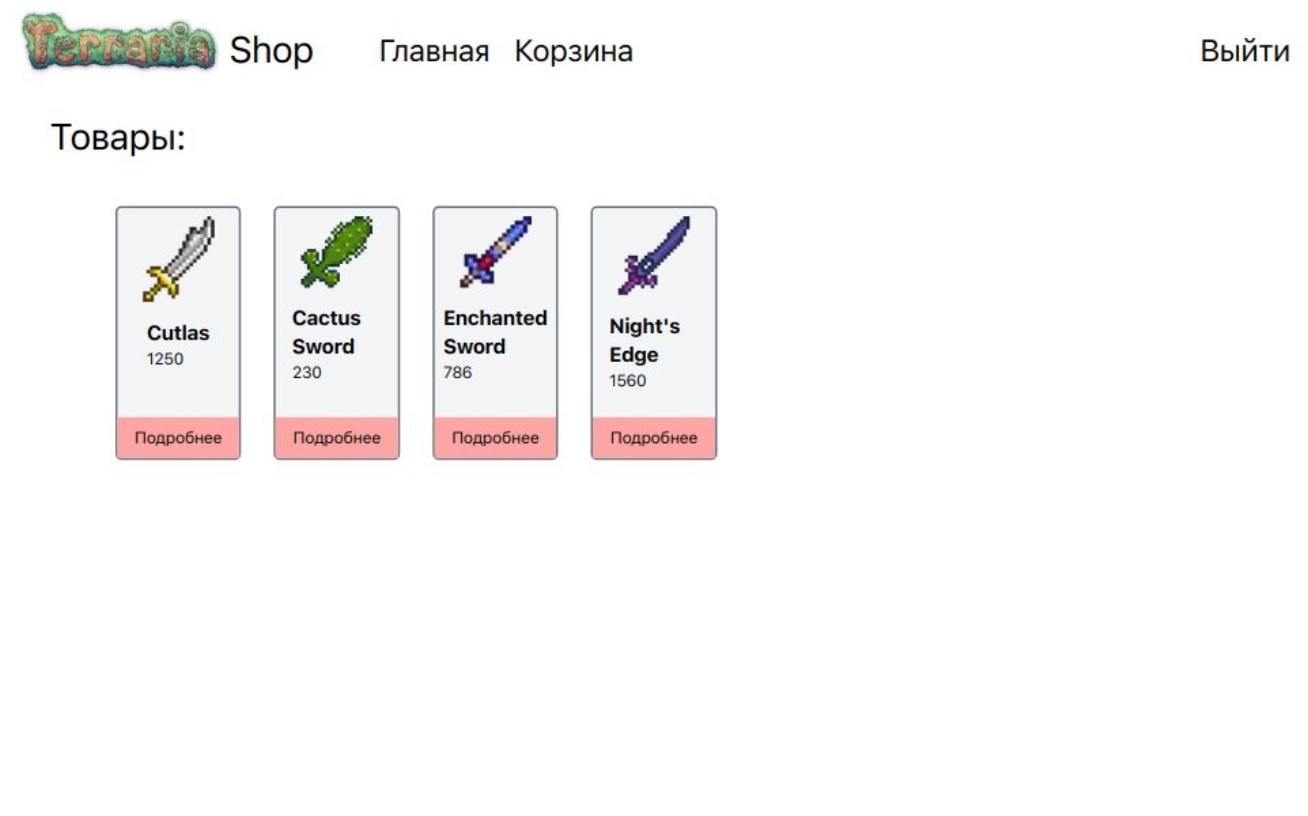 Terraria Shop Главная Корзина Выйти
Товары:
Cutlas
1250
Подробнее
Cactus
Sword
230
Подробнее
Enchanted
Sword
786
Подробнее
Night's
Edge
1560
Подробнее